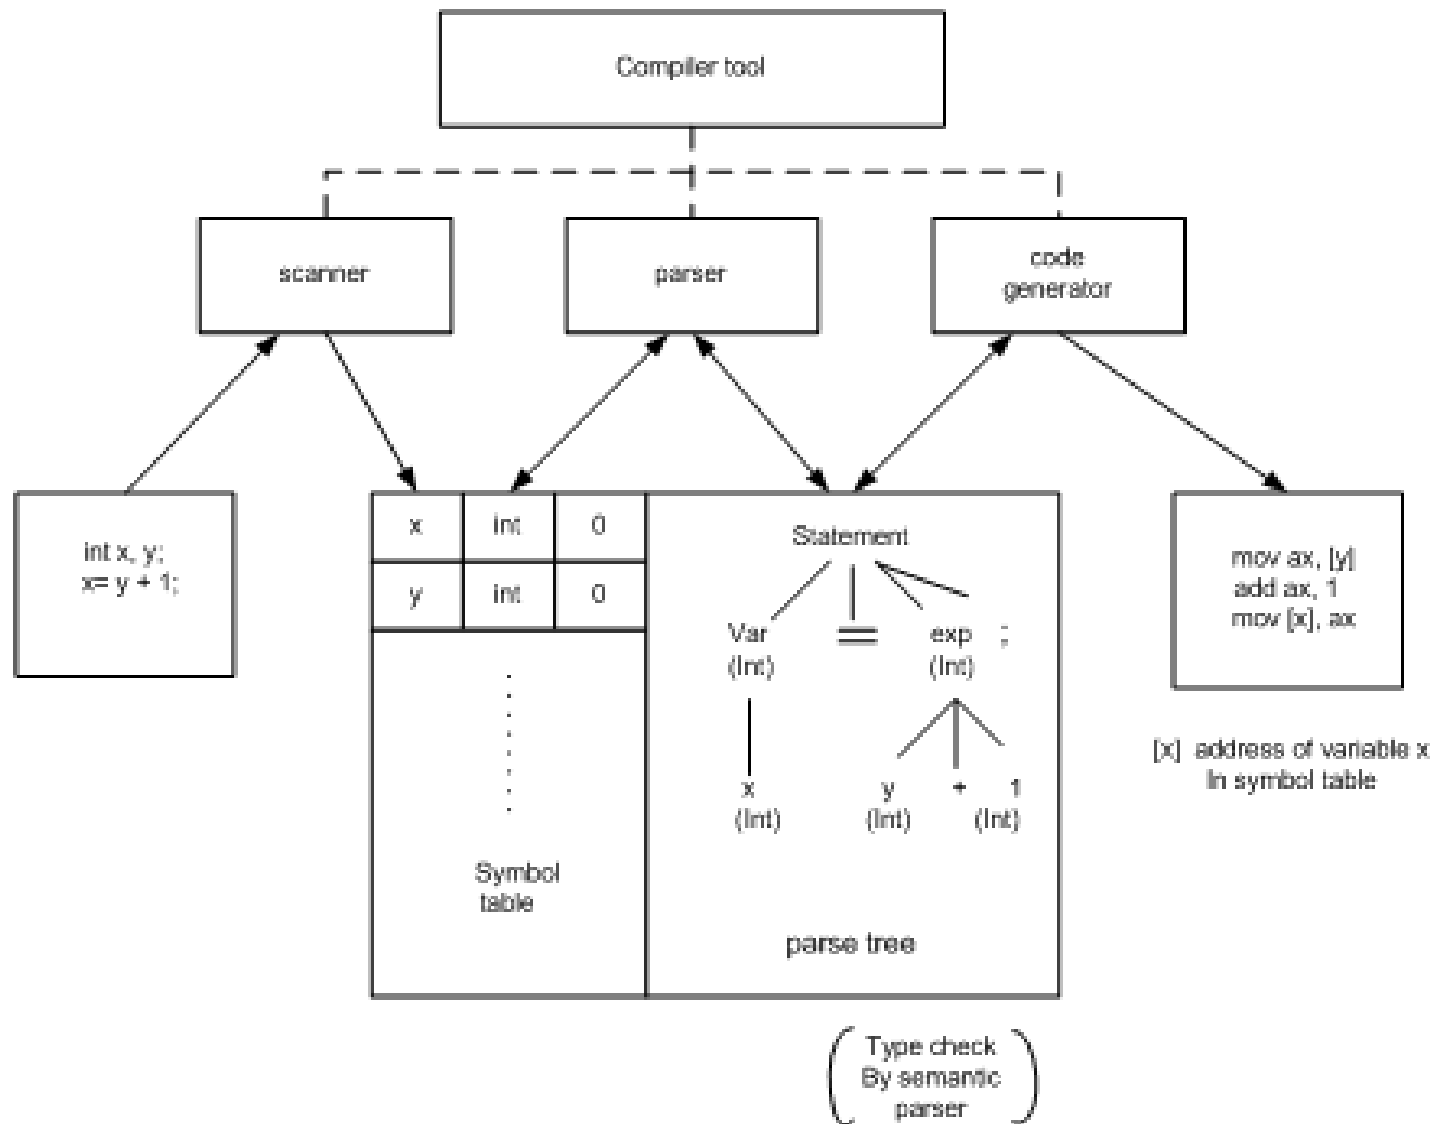 Compiler tool
scanner
parser
code
generator
int x, y;
x= y + 1;
x int 0
y int 0
Symbol
table
Statement
Var = exp ;
(Int) (Int)
x y + 1
(Int) (Int) (Int)
parse tree
mov ax, [y]
add ax, 1
mov [x], ax
[x] address of variable x
In symbol table
Type check
By semantic
parser